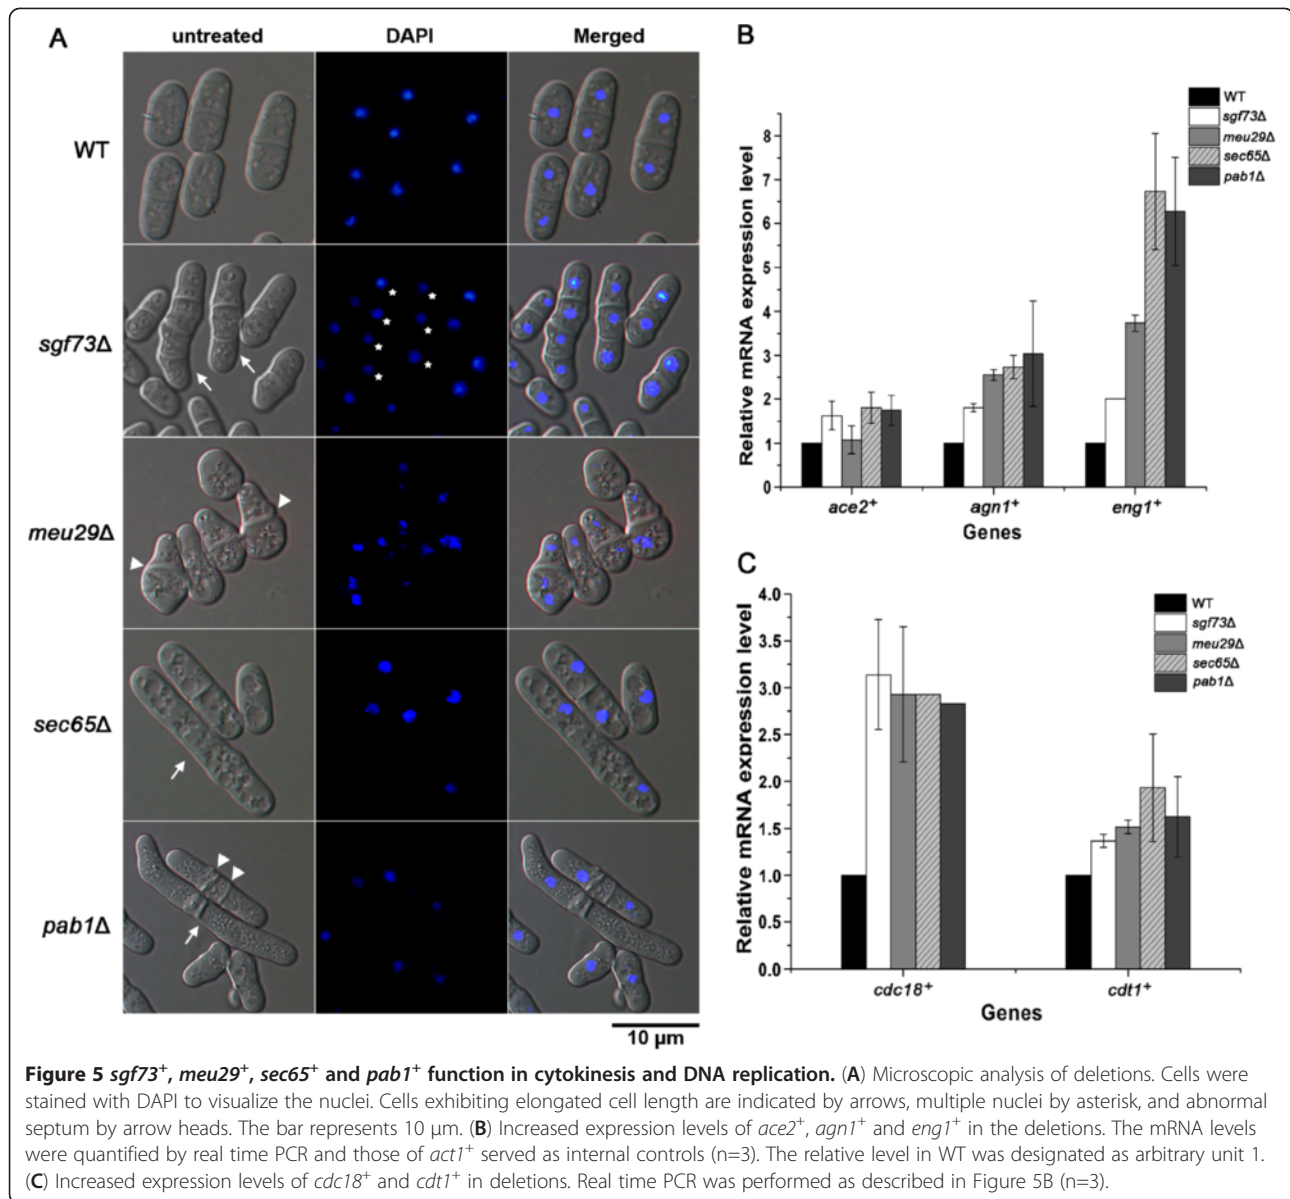 A
untreated DAPI Merged
WT
sgf73Δ
meu29Δ
sec65Δ
pab1Δ
10 µm
B
WT
sgf73Δ
meu29Δ
sec65Δ
pab1Δ
Relative mRNA expression level
8
7
6
5
4
3
2
1
0
ace2⁺ agn1⁺ eng1⁺
Genes
C
WT
sgf73Δ
meu29Δ
sec65Δ
pab1Δ
Relative mRNA expression level
4.0
3.5
3.0
2.5
2.0
1.5
1.0
0.5
0.0
cdc18⁺ cdt1⁺
Genes
Figure 5 sgf73⁺, meu29⁺, sec65⁺ and pab1⁺ function in cytokinesis and DNA replication. (A) Microscopic analysis of deletions. Cells were
stained with DAPI to visualize the nuclei. Cells exhibiting elongated cell length are indicated by arrows, multiple nuclei by asterisk, and abnormal
septum by arrow heads. The bar represents 10 µm. (B) Increased expression levels of ace2⁺, agn1⁺ and eng1⁺ in the deletions. The mRNA levels
were quantified by real time PCR and those of act1⁺ served as internal controls (n=3). The relative level in WT was designated as arbitrary unit 1.
(C) Increased expression levels of cdc18⁺ and cdt1⁺ in deletions. Real time PCR was performed as described in Figure 5B (n=3).